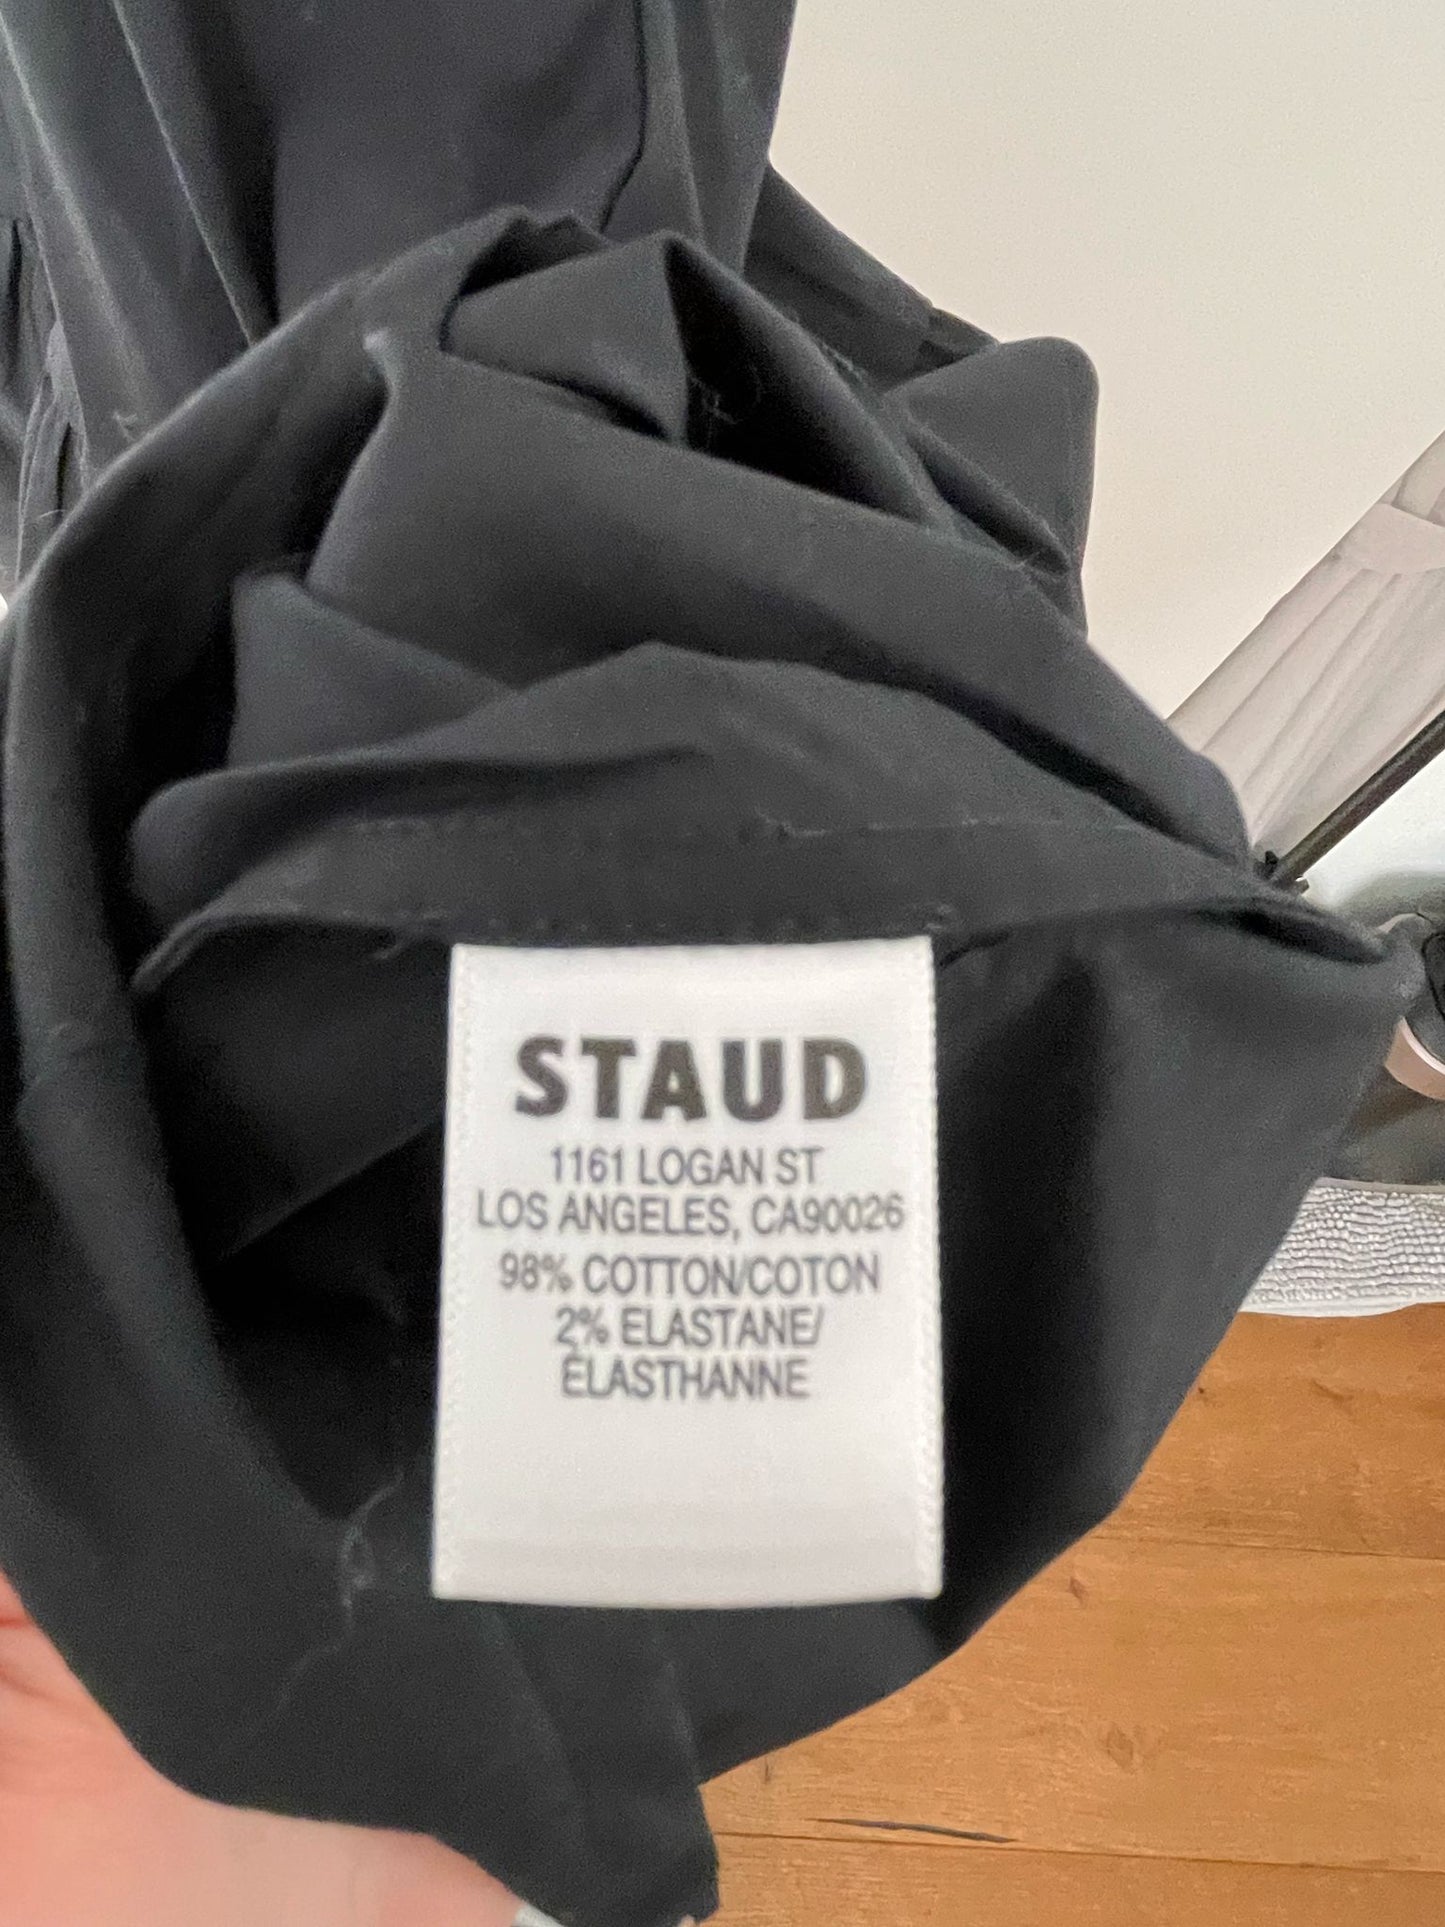 STAUD
1161 LOGAN ST
LOS ANGELES, CA90026
98% COTTON/COTON
2% ELASTANE/
ÉLASTHANNE